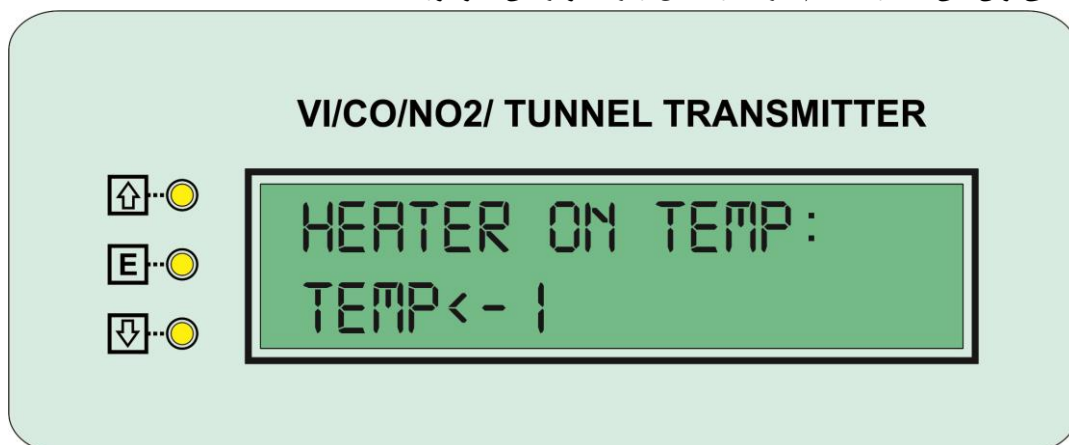 VI/CO/NO2/ TUNNEL TRANSMITTER
HEATER ON TEMP:
E
TEMP<-1